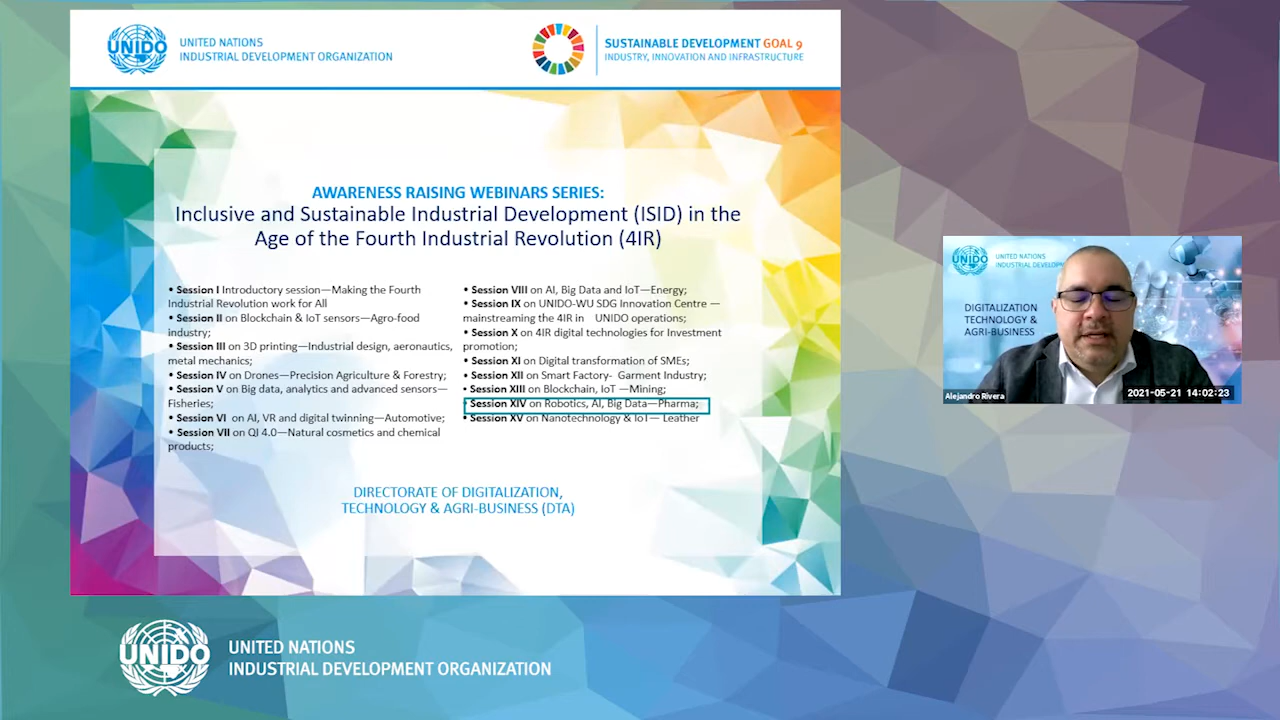 UNIDO
UNITED NATIONS
INDUSTRIAL DEVELOPMENT ORGANIZATION
SUSTAINABLE DEVELOPMENT GOAL 9
INDUSTRY, INNOVATION AND INFRASTRUCTURE
AWARENESS RAISING WEBINARS SERIES:
Inclusive and Sustainable Industrial Development (ISID) in the
Age of the Fourth Industrial Revolution (4IR)
• Session I Introductory session—Making the Fourth
Industrial Revolution work for All
• Session II on Blockchain & IoT sensors—Agro-food
industry;
• Session III on 3D printing—Industrial design, aeronautics,
metal mechanics;
• Session IV on Drones—Precision Agriculture & Forestry;
• Session V on Big data, analytics and advanced sensors—
Fisheries;
• Session VI on AI, VR and digital twinning—Automotive;
• Session VII on QI 4.0—Natural cosmetics and chemical
products;
• Session VIII on AI, Big Data and IoT—Energy;
• Session IX on UNIDO-WU SDG Innovation Centre —
mainstreaming the 4IR in UNIDO operations;
• Session X on 4IR digital technologies for Investment
promotion;
• Session XI on Digital transformation of SMEs;
• Session XII on Smart Factory- Garment Industry;
• Session XIII on Blockchain, IoT —Mining;
• Session XIV on Robotics, AI, Big Data—Pharma;
• Session XV on Nanotechnology & IoT— Leather
DIRECTORATE OF DIGITALIZATION,
TECHNOLOGY & AGRI-BUSINESS (DTA)
UNIDO
UNITED NATIONS
INDUSTRIAL DEVELOP
DIGITALIZATION
TECHNOLOGY &
AGRI-BUSINESS
Alejandro Rivera
2021-05-21 14:02:23
UNIDO
UNITED NATIONS
INDUSTRIAL DEVELOPMENT ORGANIZATION